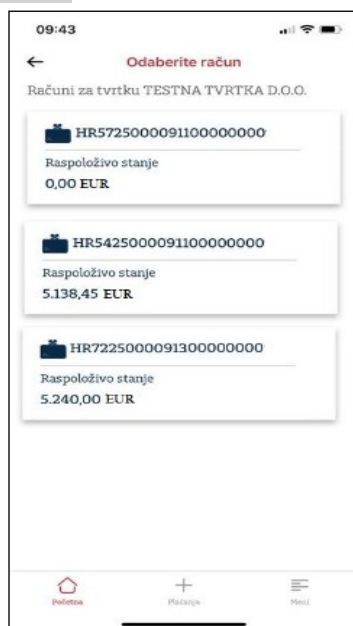 09:43
Odaberite račun
Računi za tvrtku TESTNA TVRTKA D.O.O.
HR5725000091100000000
Raspoloživo stanje
0,00 EUR
HR5425000091100000000
Raspoloživo stanje
5.138,45 EUR
HR7225000091300000000
Raspoloživo stanje
5.240,00 EUR
Početna
Plaćanja
Meni